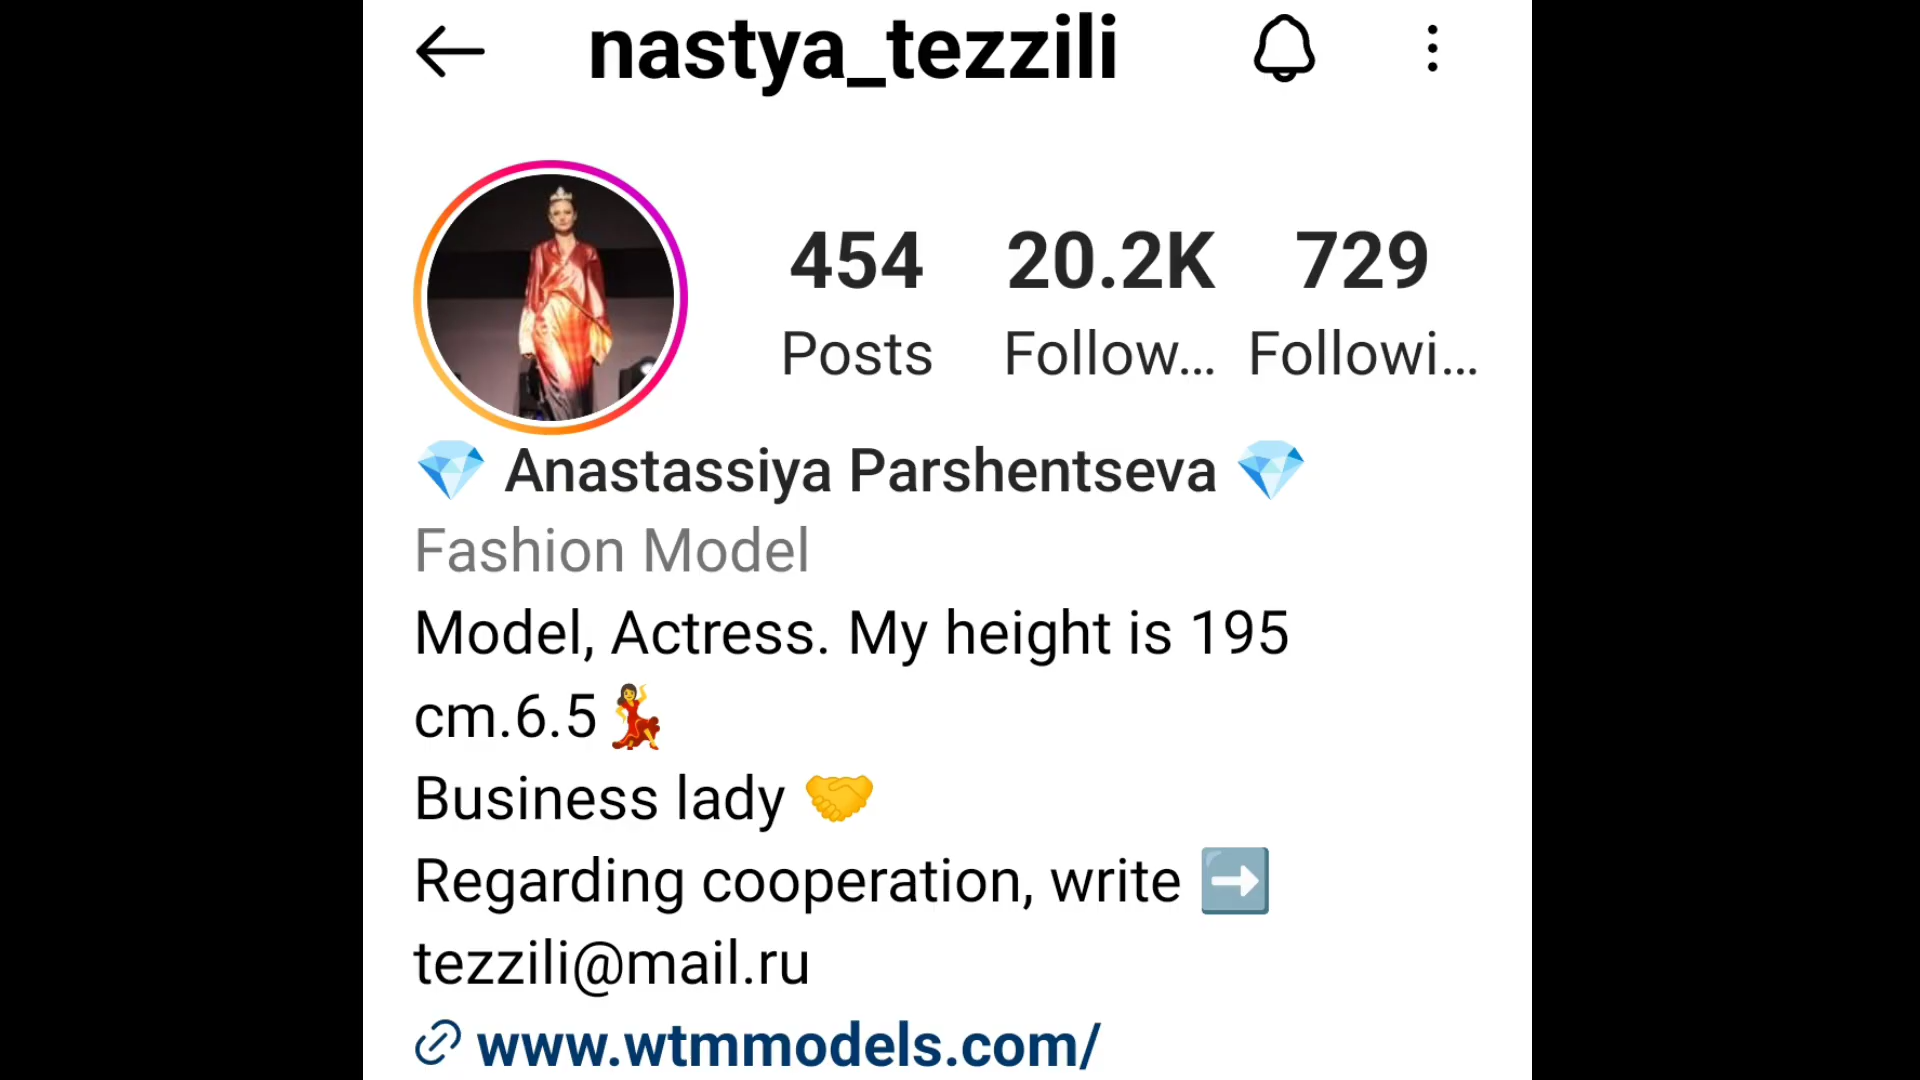 nastya_tezzili
454 20.2K 729
Posts Follow... Followi...
💎 Anastassiya Parshentseva 💎
Fashion Model
Model, Actress. My height is 195
cm.6.5💃
Business lady 🤝
Regarding cooperation, write ➡️
tezzili@mail.ru
www.wtmmodels.com/